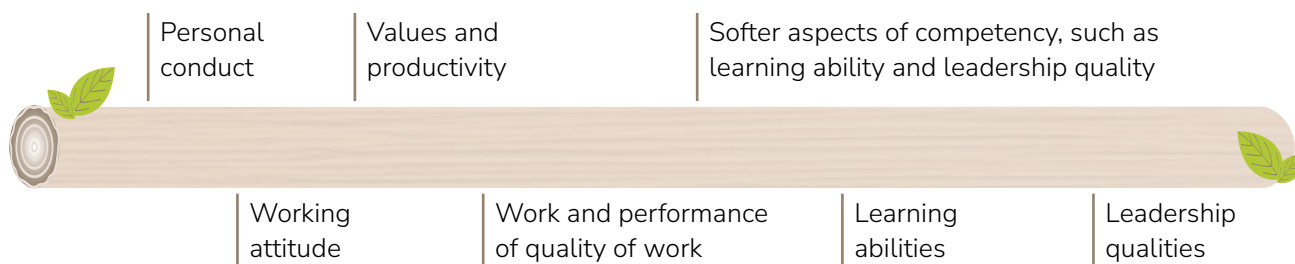 Personal
conduct
Values and
productivity
Softer aspects of competency, such as
learning ability and leadership quality
Working
attitude
Work and performance
of quality of work
Learning
abilities
Leadership
qualities